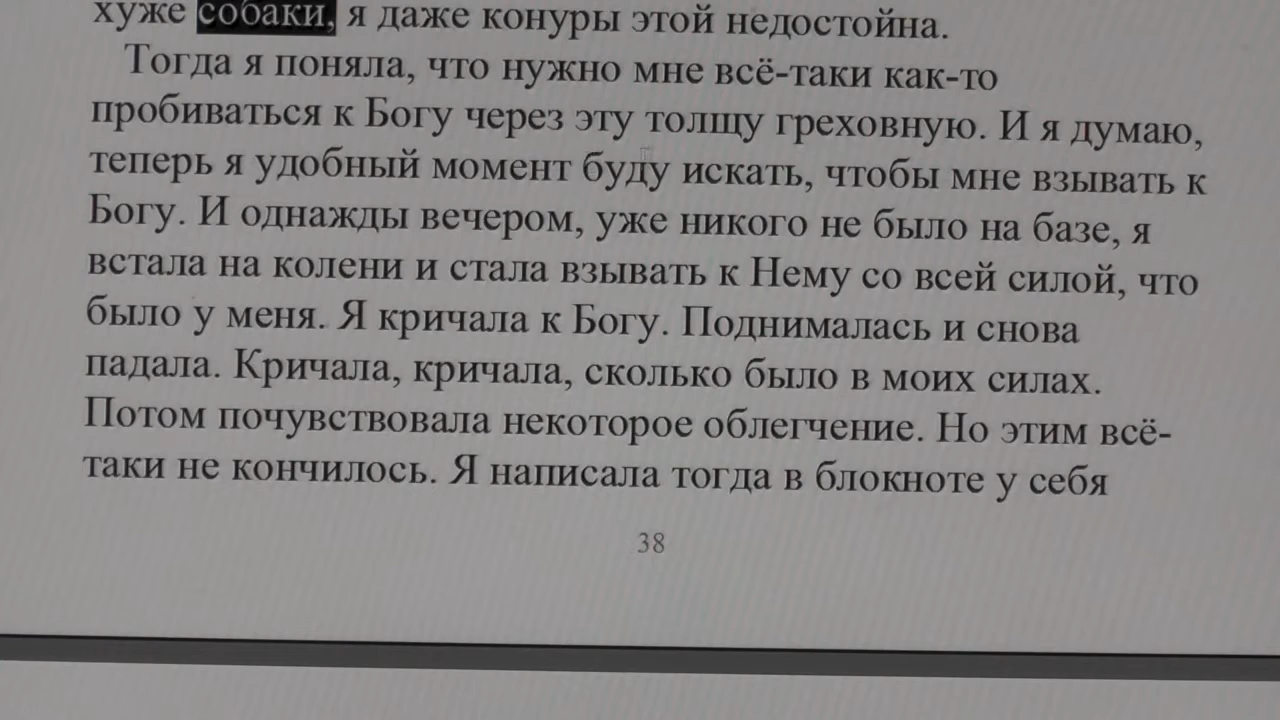 хуже собаки, я даже конуры этой недостойна.
Тогда я поняла, что нужно мне всё-таки как-то
пробиваться к Богу через эту толщу греховную. И я думаю,
теперь я удобный момент буду искать, чтобы мне взывать к
Богу. И однажды вечером, уже никого не было на базе, я
встала на колени и стала взывать к Нему со всей силой, что
было у меня. Я кричала к Богу. Поднималась и снова
падала. Кричала, кричала, сколько было в моих силах.
Потом почувствовала некоторое облегчение. Но этим всё-
таки не кончилось. Я написала тогда в блокноте у себя
38